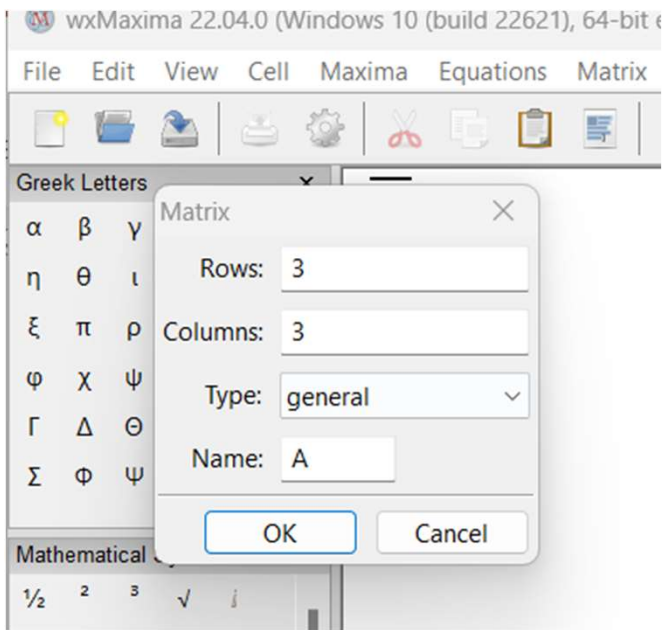 wxMaxima 22.04.0 (Windows 10 (build 22621), 64-bit
File Edit View Cell Maxima Equations Matrix
Greek Letters ×
α β γ
η θ ι
ξ π ρ
φ χ ψ
Γ Δ Θ
Σ Φ Ψ
Matrix
Rows: 3
Columns: 3
Type: general
Name: A
OK Cancel
Mathematical
½ ² ³ √ i